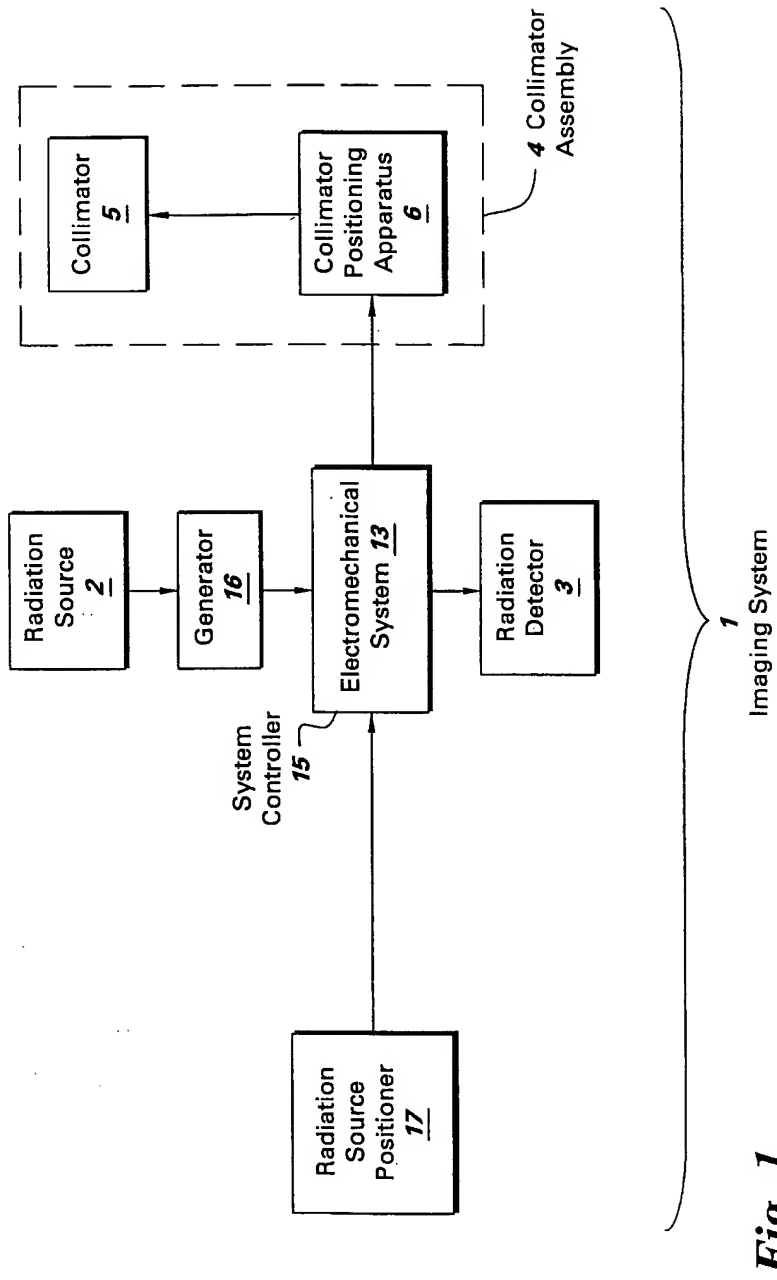 Radiation
Source
2
Generator
16
Collimator
5
System
Controller
15
Electromechanical
System 13
Collimator
Positioning
Apparatus
6
Radiation
Source
Positioner
17
Radiation
Detector
3
4 Collimator
Assembly
1
Imaging System
Fig. 1